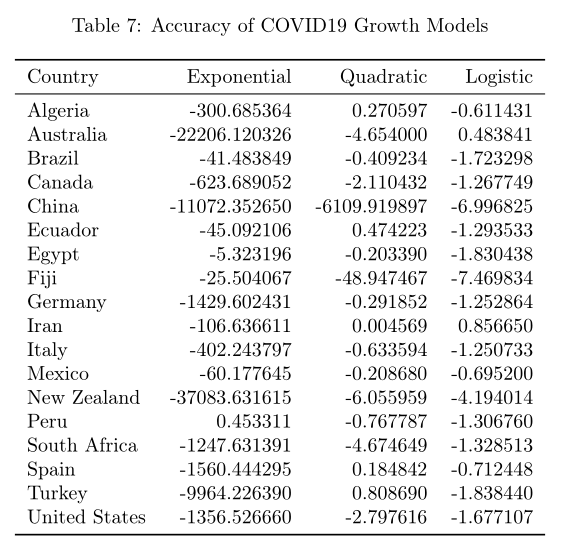 Table 7: Accuracy of COVID19 Growth Models
Country Exponential Quadratic Logistic
Algeria -300.685364 0.270597 -0.611431
Australia -22206.120326 -4.654000 0.483841
Brazil -41.483849 -0.409234 -1.723298
Canada -623.689052 -2.110432 -1.267749
China -11072.352650 -6109.919897 -6.996825
Ecuador -45.092106 0.474223 -1.293533
Egypt -5.323196 -0.203390 -1.830438
Fiji -25.504067 -48.947467 -7.469834
Germany -1429.602431 -0.291852 -1.252864
Iran -106.636611 0.004569 0.856650
Italy -402.243797 -0.633594 -1.250733
Mexico -60.177645 -0.208680 -0.695200
New Zealand -37083.631615 -6.055959 -4.194014
Peru 0.453311 -0.767787 -1.306760
South Africa -1247.631391 -4.674649 -1.328513
Spain -1560.444295 0.184842 -0.712448
Turkey -9964.226390 0.808690 -1.838440
United States -1356.526660 -2.797616 -1.677107